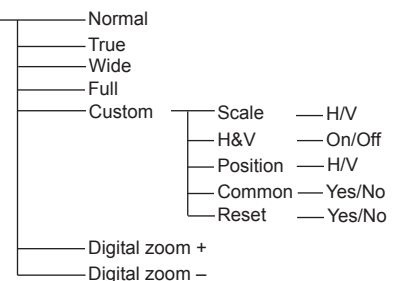 Normal
True
Wide
Full
Custom Scale H/V
H&V On/Off
Position H/V
Common Yes/No
Reset Yes/No
Digital zoom +
Digital zoom –